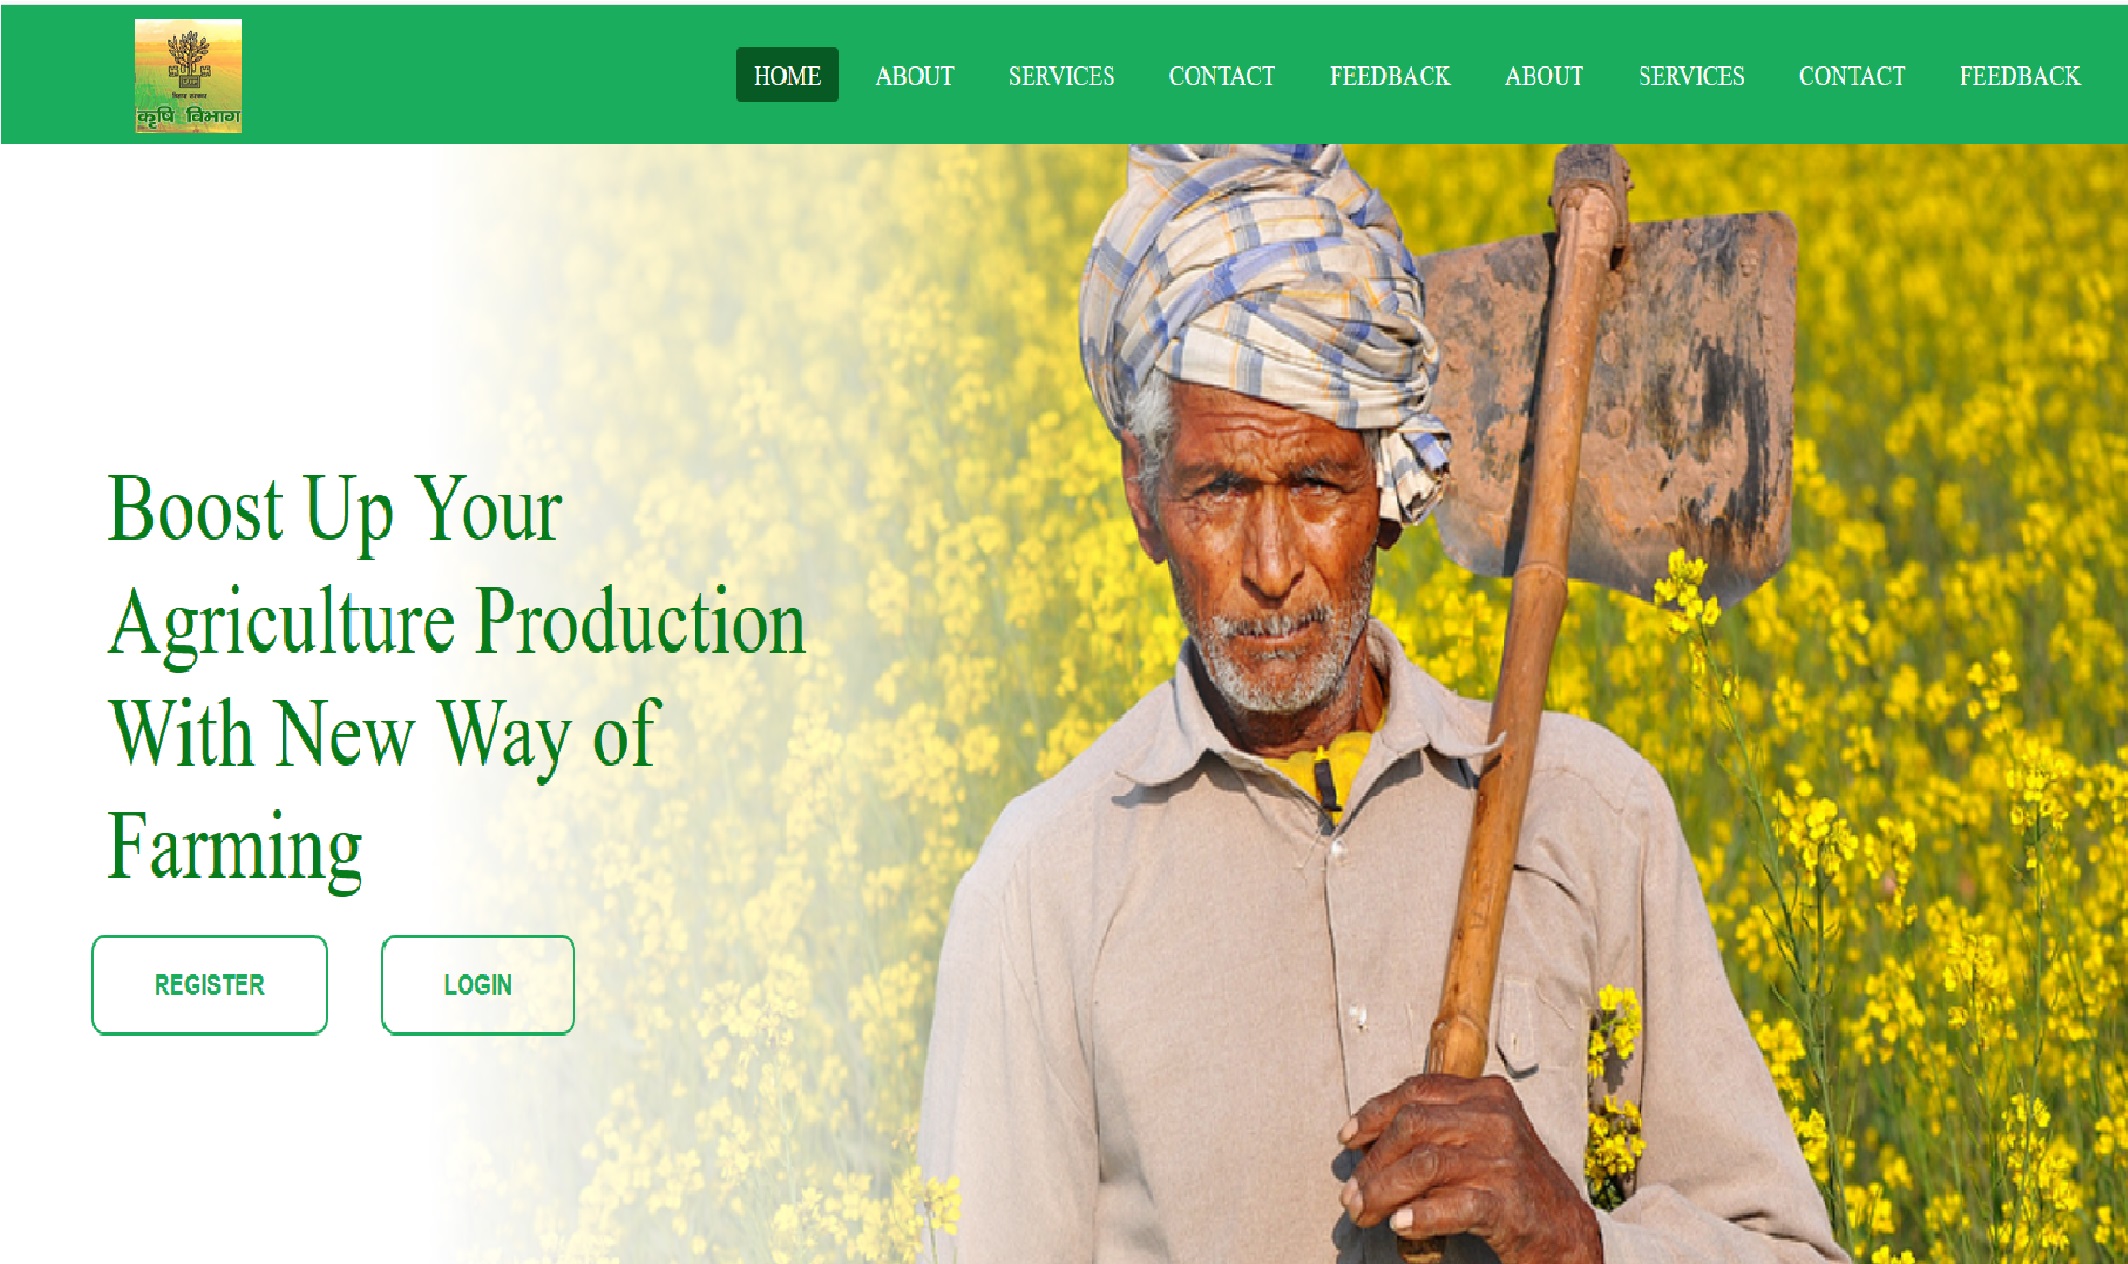 बिहार सरकार
कृषि विभाग
HOME ABOUT SERVICES CONTACT FEEDBACK ABOUT SERVICES CONTACT FEEDBACK
Boost Up Your
Agriculture Production
With New Way of
Farming
REGISTER LOGIN